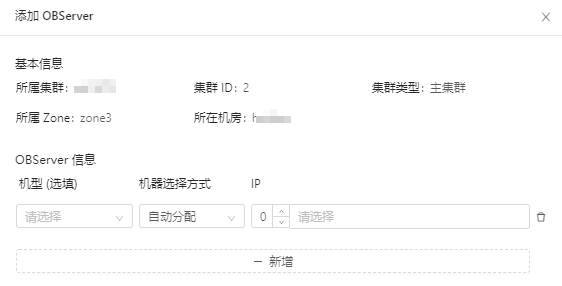 添加 OBServer
基本信息
所属集群: 集群 ID: 2 集群类型: 主集群
所属 Zone: zone3 所在机房:
OBServer 信息
机型 (选填) 机器选择方式 IP
请选择 自动分配 0 请选择
新增